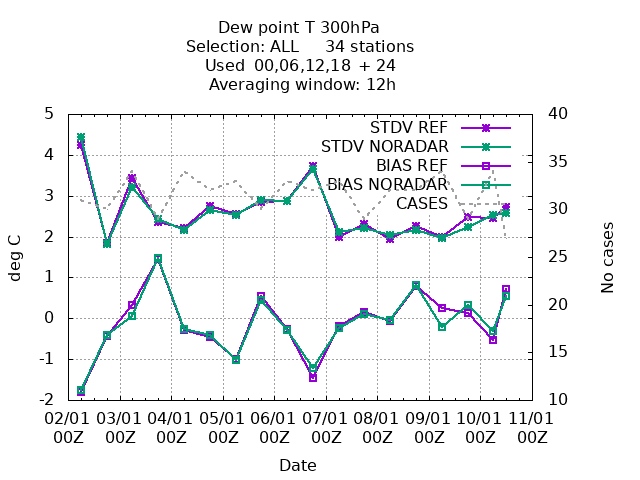 Dew point T 300hPa
Selection: ALL 34 stations
Used 00,06,12,18 + 24
Averaging window: 12h
STDV REF
STDV NORADAR
BIAS REF
BIAS NORADAR
CASES
5
4
3
2
1
0
-1
-2
deg C
40
35
30
25
20
15
10
No cases
02/01 03/01 04/01 05/01 06/01 07/01 08/01 09/01 10/01 11/01
00Z 00Z 00Z 00Z 00Z 00Z 00Z 00Z 00Z 00Z
Date